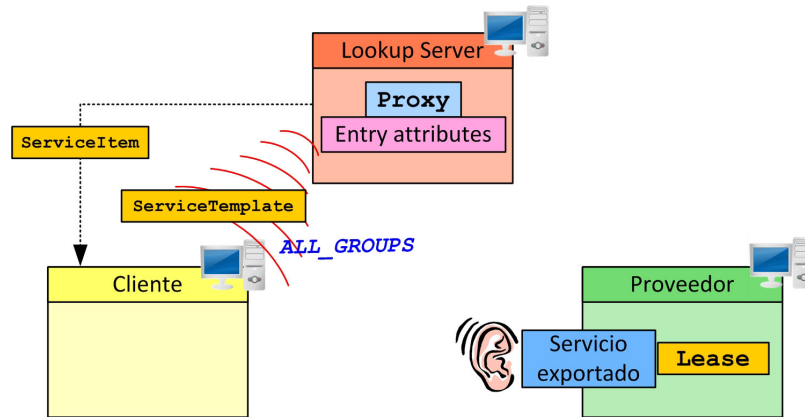 Lookup Server
Proxy
Entry attributes
ServiceItem
ServiceTemplate
ALL_GROUPS
Cliente
Proveedor
Servicio
exportado
Lease